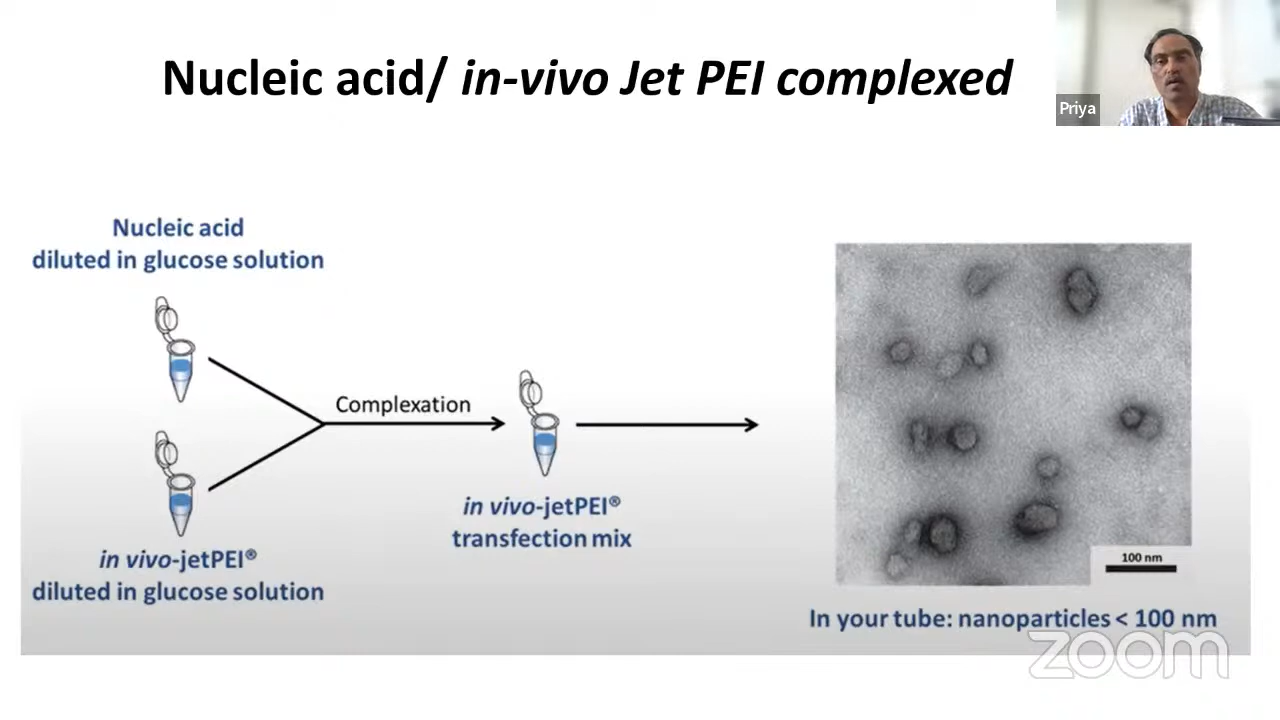 Nucleic acid/ in-vivo Jet PEI complexed
Priya
Nucleic acid
diluted in glucose solution
Complexation
in vivo-jetPEI®
diluted in glucose solution
in vivo-jetPEI®
transfection mix
100 nm
In your tube: nanoparticles < 100 nm
zoom